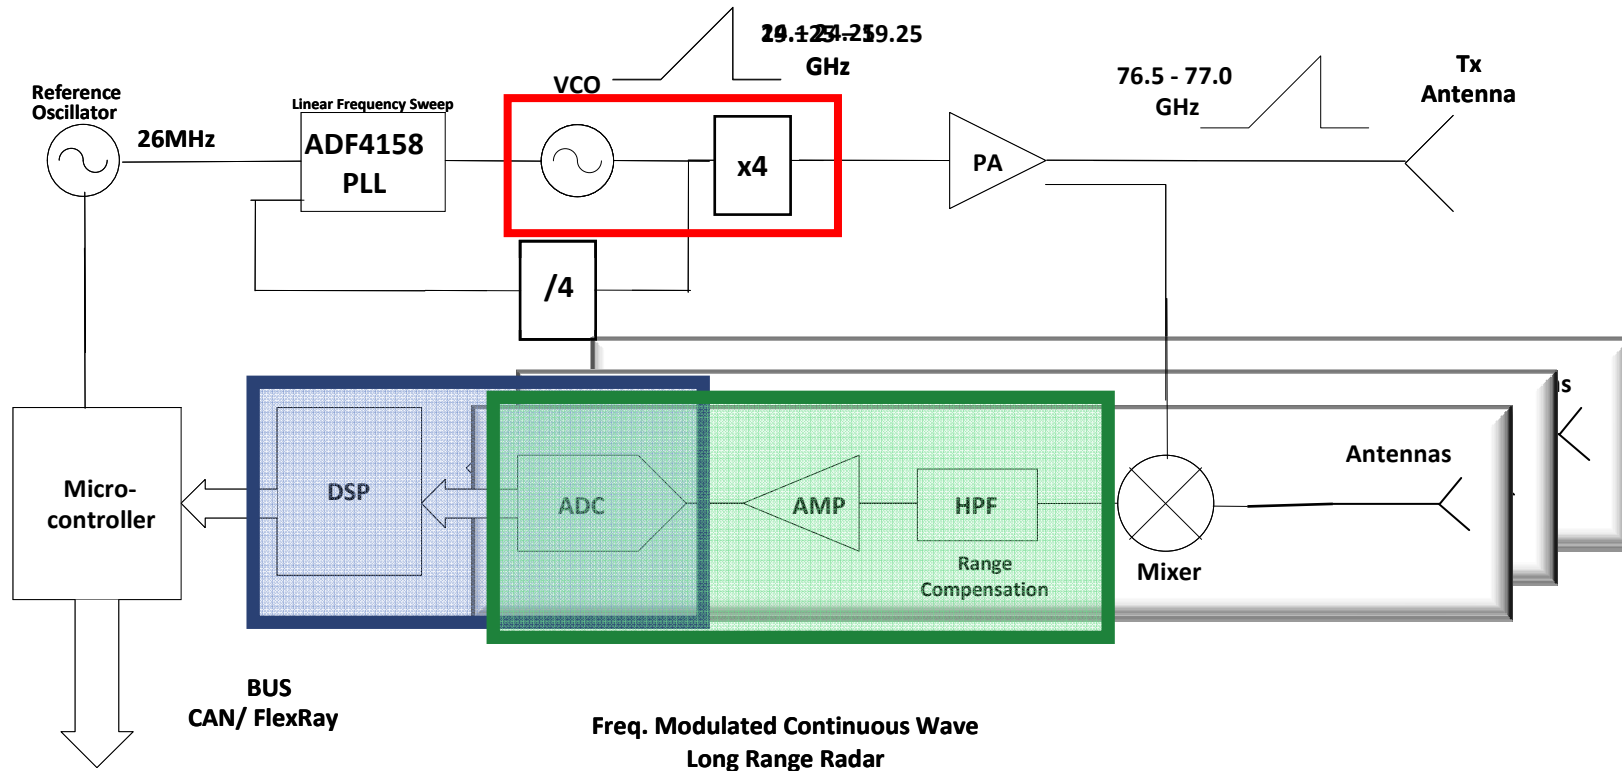 Reference
Oscillator
26MHz
Linear Frequency Sweep
ADF4158
PLL
VCO
GHz
x4
/4
PA
76.5 - 77.0
GHz
Tx
Antenna
Micro-
controller
DSP
ADC
AMP
HPF
Range
Compensation
Mixer
Antennas
BUS
CAN/ FlexRay
Freq. Modulated Continuous Wave
Long Range Radar